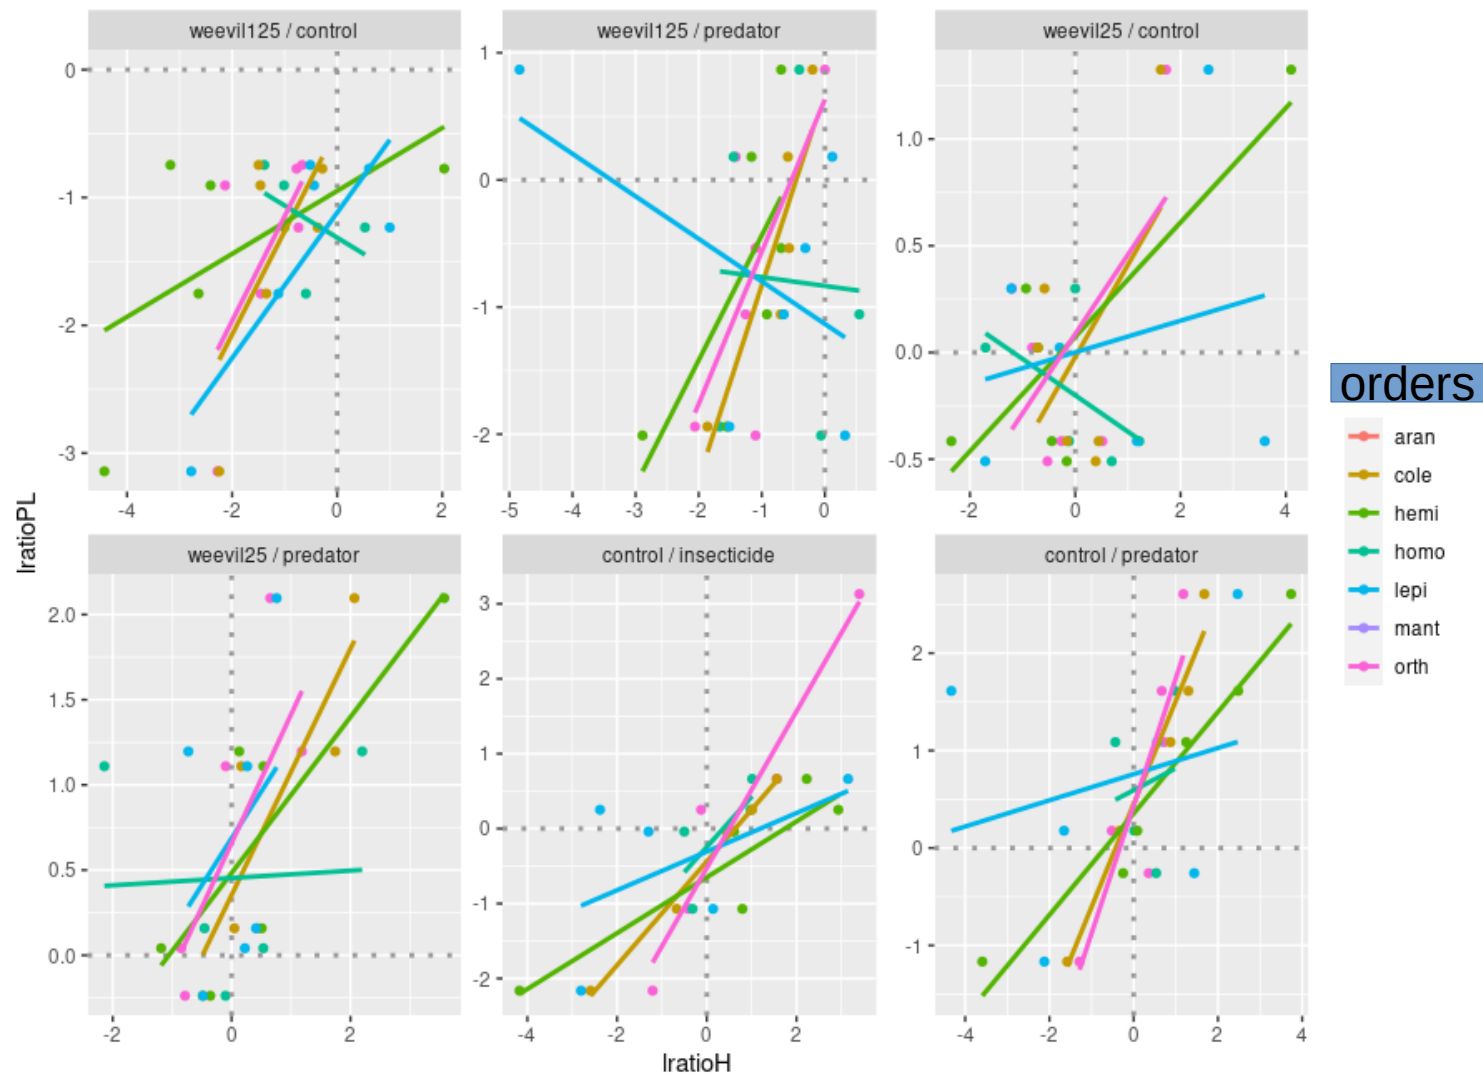 weevil125 / control
weevil125 / predator
weevil25 / control
0
-1
-2
-3
-4 -2 0 2
1
0
-1
-2
-5 -4 -3 -2 -1 0
1.0
0.5
0.0
-0.5
-2 0 2 4
lratioPL
weevil25 / predator
control / insecticide
control / predator
2.0
1.5
1.0
0.5
0.0
-2 0 2
3
2
1
0
-1
-2
-4 -2 0 2
2
1
0
-1
-4 -2 0 2 4
lratioH
orders
aran
cole
hemi
homo
lepi
mant
orth